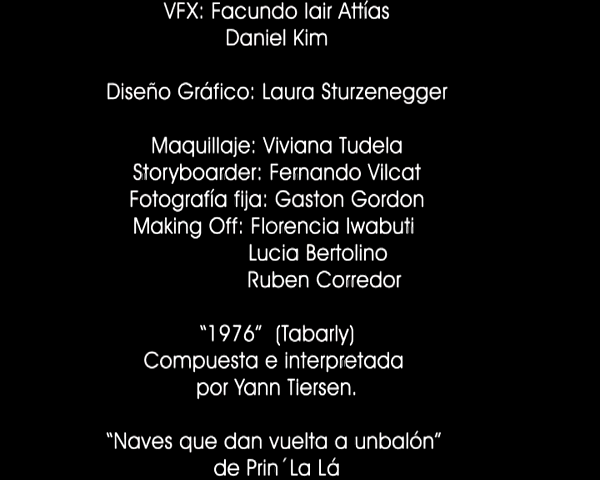 VFX: Facundo Iair Attías
Daniel Kim
Diseño Gráfico: Laura Sturzenegger
Maquillaje: Viviana Tudela
Storyboarder: Fernando Vilcat
Fotografía fija: Gaston Gordon
Making Off: Florencia Iwabuti
Lucia Bertolino
Ruben Corredor
“1976” (Tabarly)
Compuesta e interpretada
por Yann Tiersen.
“Naves que dan vuelta a unbalón”
de Prin´La Lá